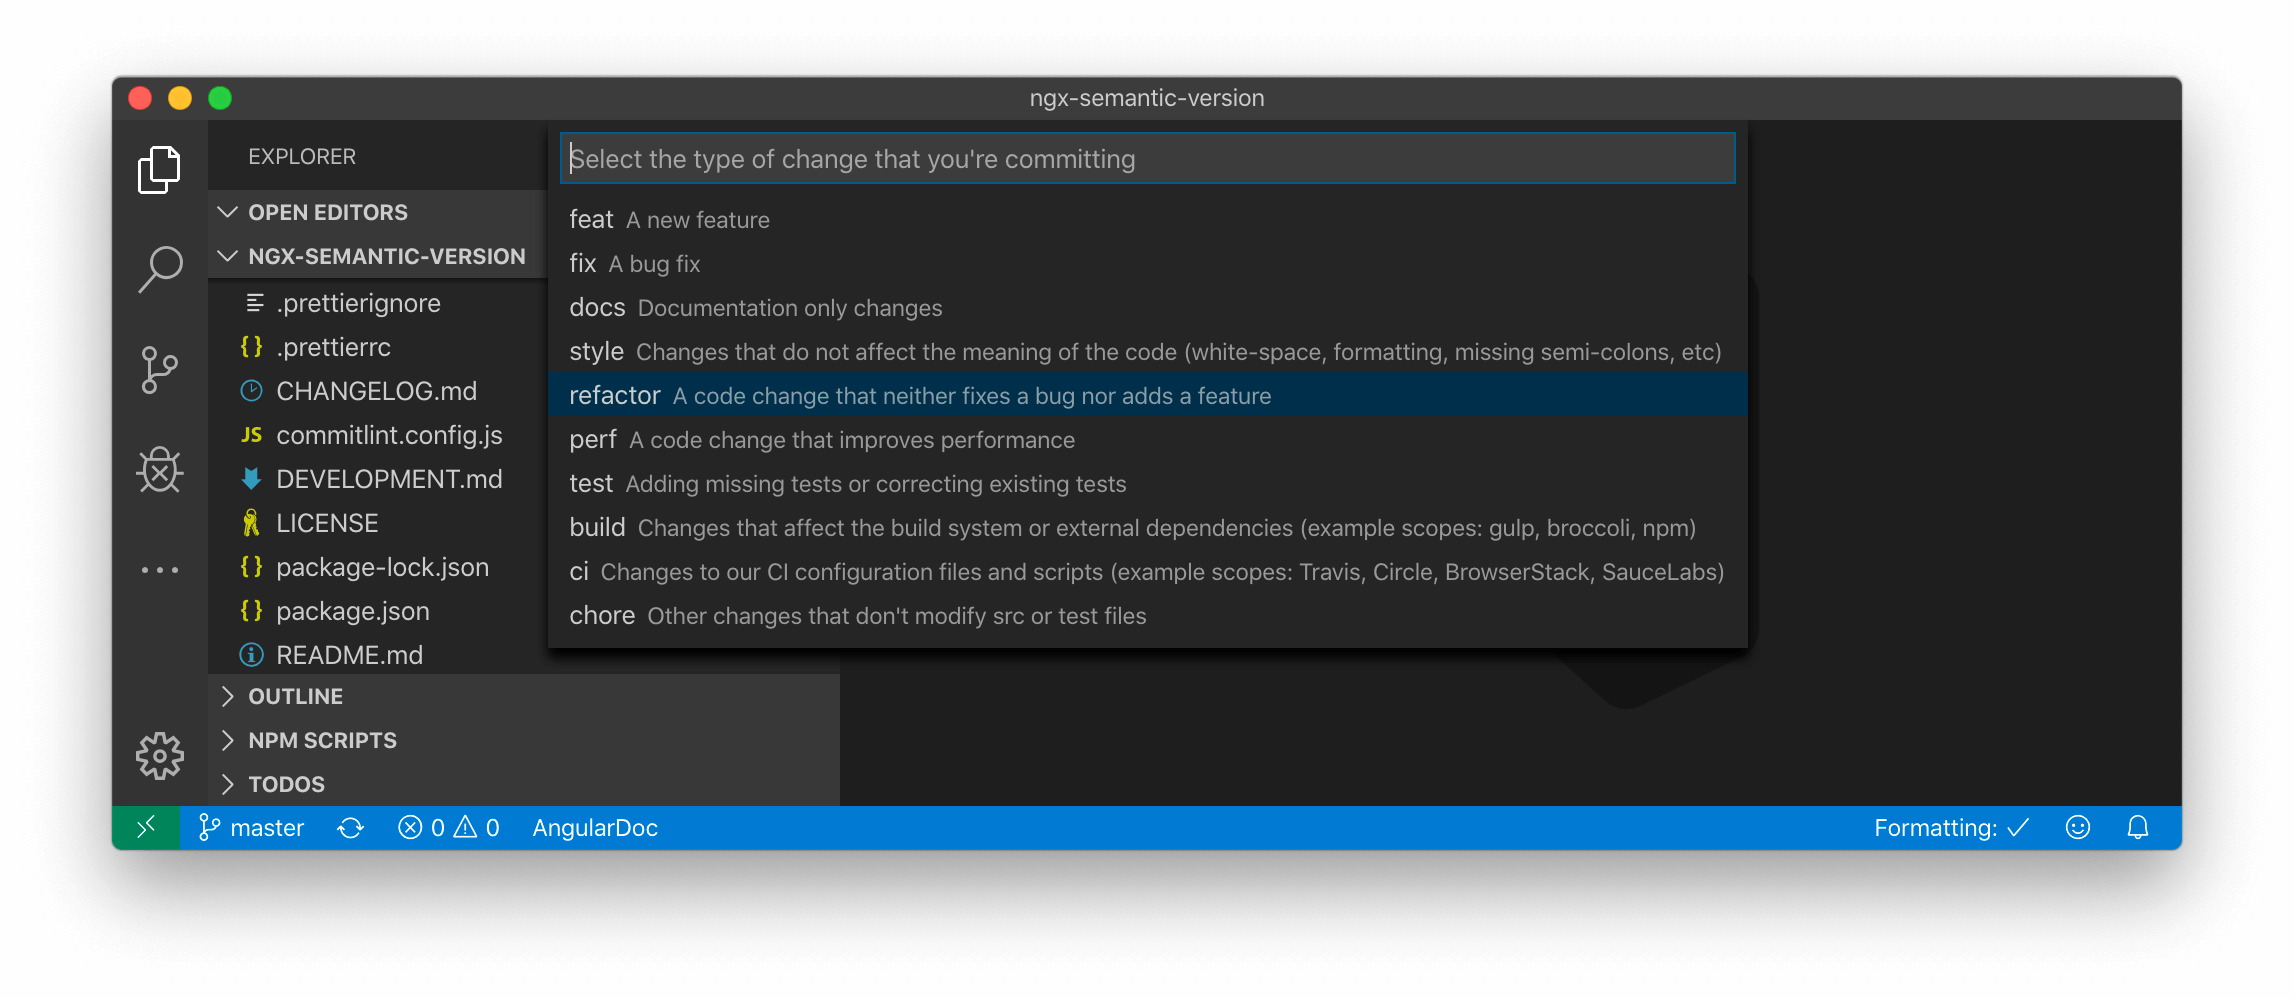 ngx-semantic-version
EXPLORER
OPEN EDITORS
NGX-SEMANTIC-VERSION
.prettierignore
{ } .prettierrc
CHANGELOG.md
JS commitlint.config.js
DEVELOPMENT.md
LICENSE
{ } package-lock.json
{ } package.json
README.md
OUTLINE
NPM SCRIPTS
TODOS
Select the type of change that you're committing
feat A new feature
fix A bug fix
docs Documentation only changes
style Changes that do not affect the meaning of the code (white-space, formatting, missing semi-colons, etc)
refactor A code change that neither fixes a bug nor adds a feature
perf A code change that improves performance
test Adding missing tests or correcting existing tests
build Changes that affect the build system or external dependencies (example scopes: gulp, broccoli, npm)
ci Changes to our CI configuration files and scripts (example scopes: Travis, Circle, BrowserStack, SauceLabs)
chore Other changes that don't modify src or test files
master 0 0 AngularDoc Formatting: ✓